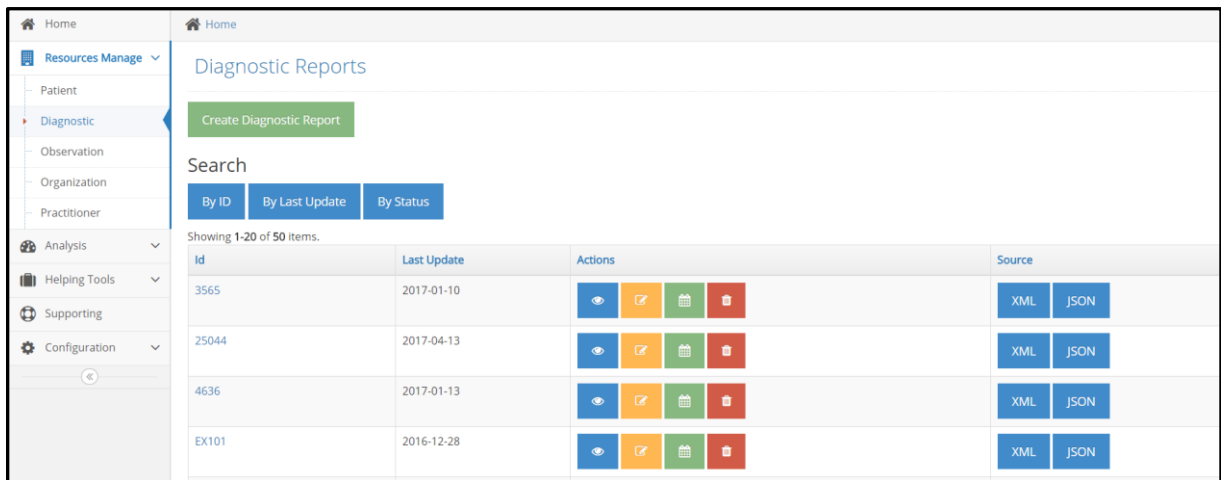 Home
Resources Manage
Patient
Diagnostic
Observation
Organization
Practitioner
Analysis
Helping Tools
Supporting
Configuration
Home
Diagnostic Reports
Create Diagnostic Report
Search
By ID By Last Update By Status
Showing 1-20 of 50 items.
Id Last Update Actions Source
3565 2017-01-10 XML JSON
25044 2017-04-13 XML JSON
4636 2017-01-13 XML JSON
EX101 2016-12-28 XML JSON